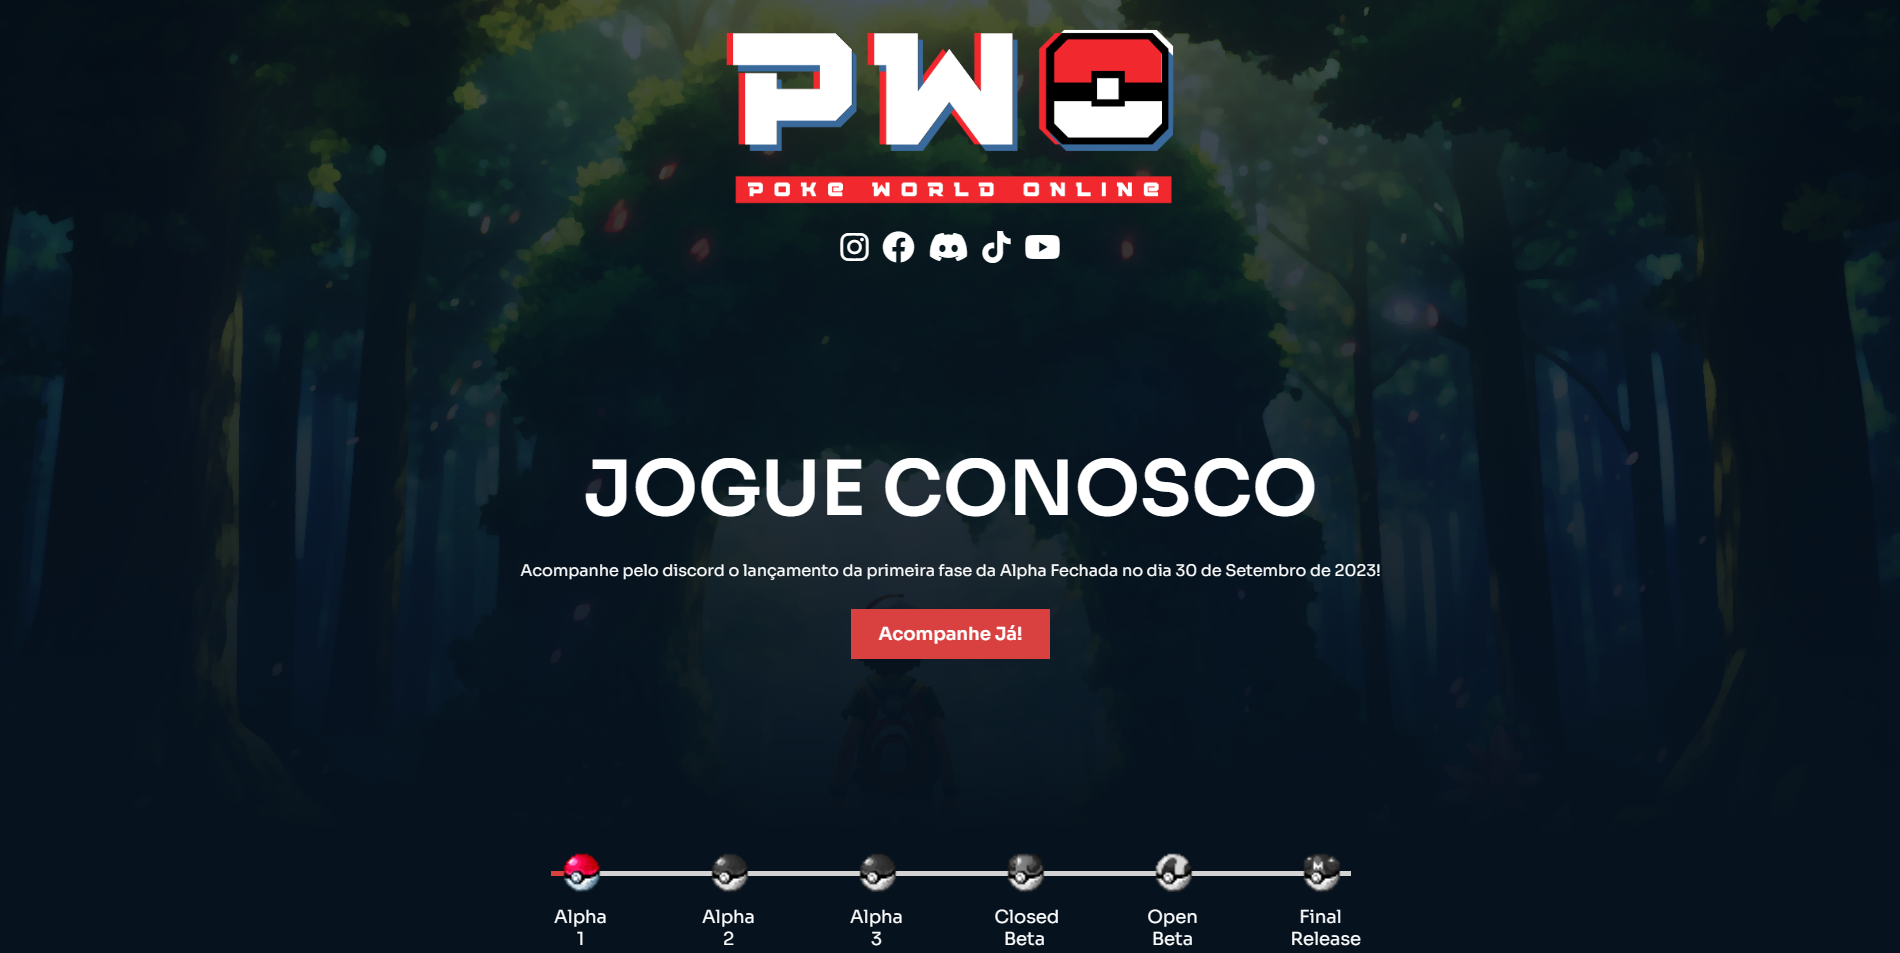 PWO
POKE WORLD ONLINE
JOGUE CONOSCO
Acompanhe pelo discord o lançamento da primeira fase da Alpha Fechada no dia 30 de Setembro de 2023!
Acompanhe Já!
M
Alpha
1
Alpha
2
Alpha
3
Closed
Beta
Open
Beta
Final
Release